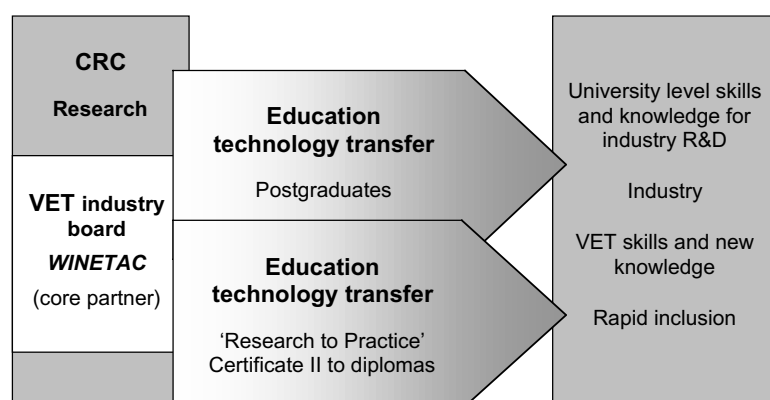 CRC
Research
VET industry
board
WINETAC
(core partner)
Education
technology transfer
Postgraduates
Education
technology transfer
‘Research to Practice’
Certificate II to diplomas
University level skills
and knowledge for
industry R&D
Industry
VET skills and new
knowledge
Rapid inclusion